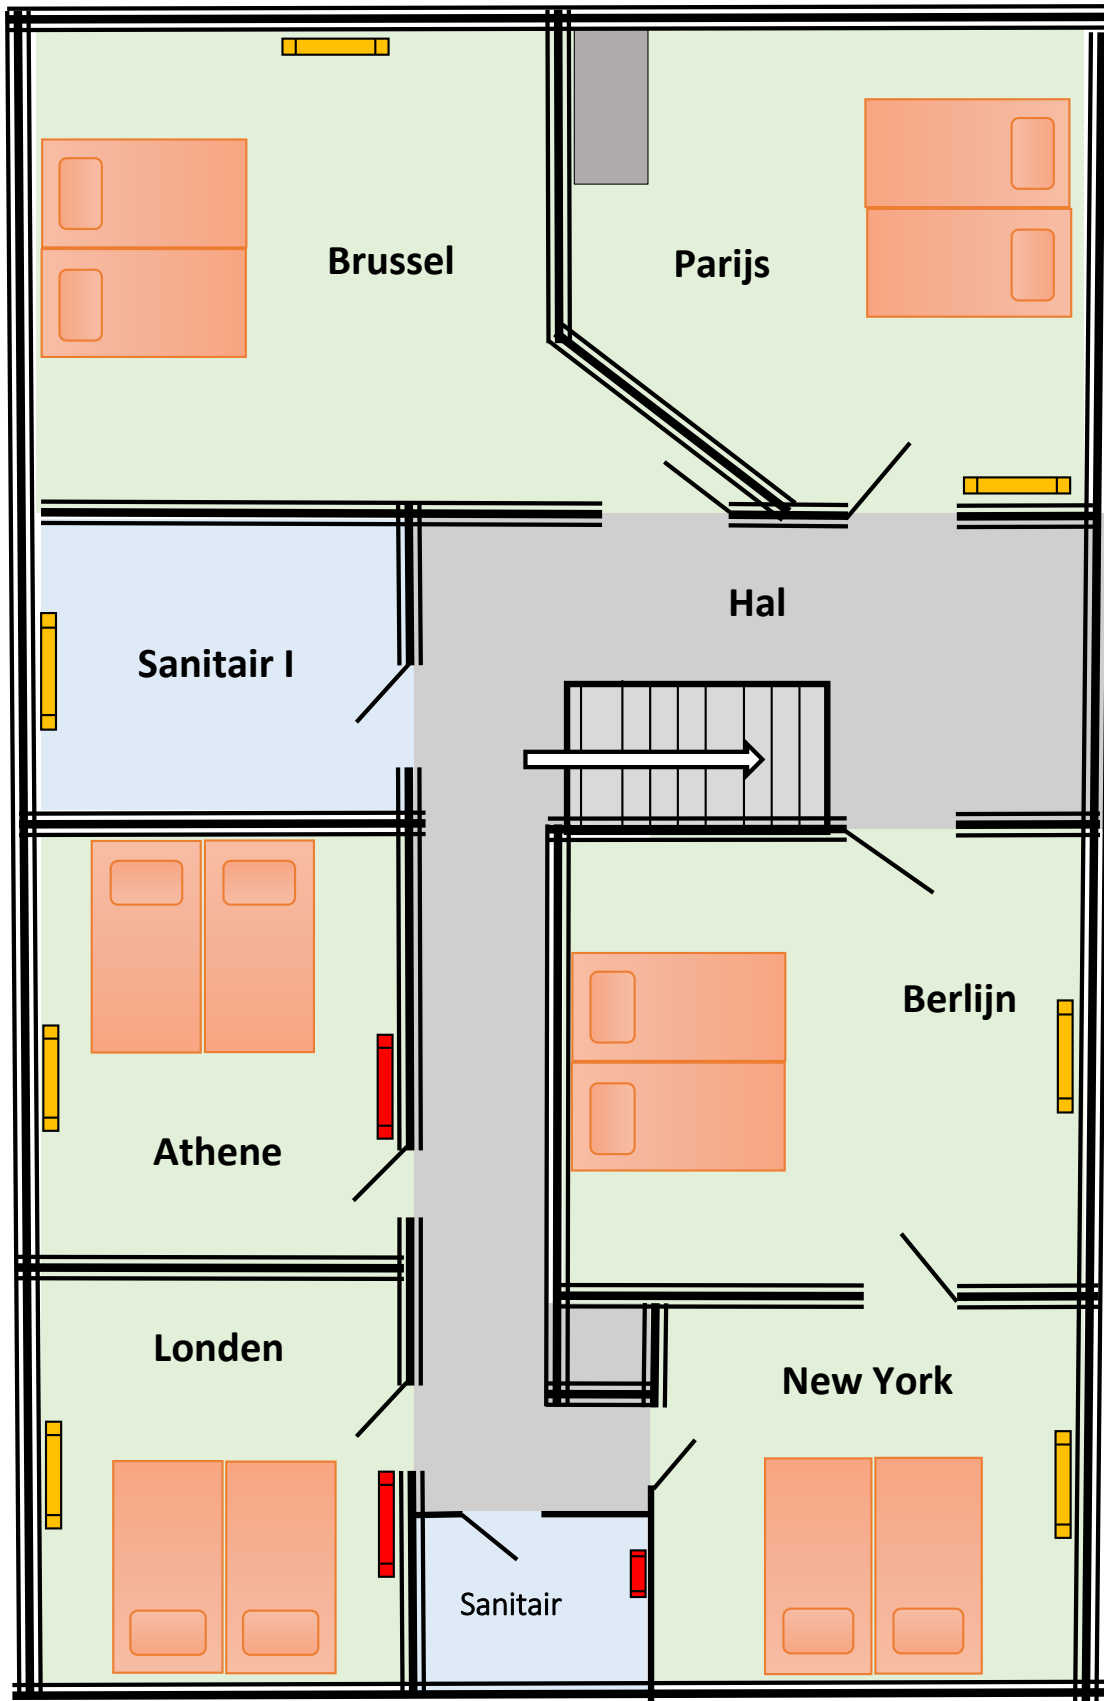 Brussel
Parijs
Hal
Sanitair I
Berlijn
Athene
Londen
New York
Sanitair